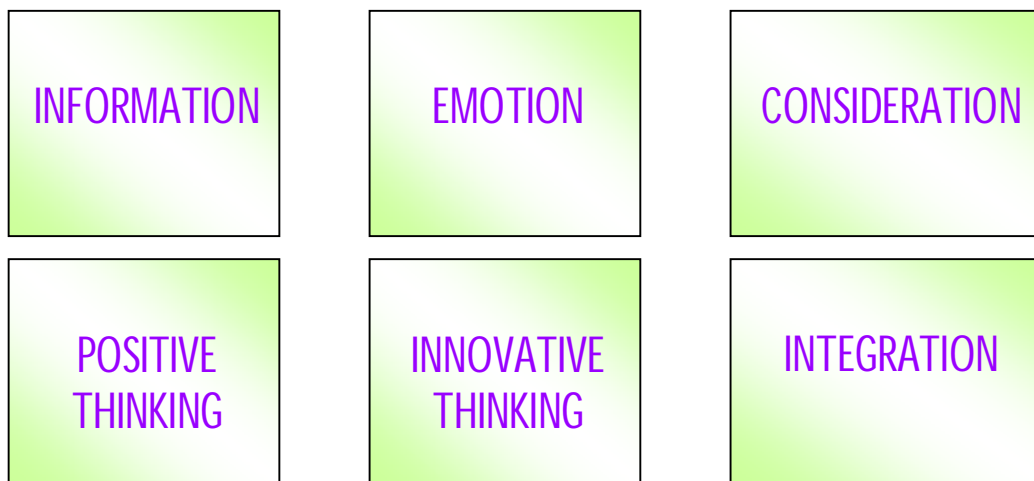 INFORMATION
EMOTION
CONSIDERATION
POSITIVE
THINKING
INNOVATIVE
THINKING
INTEGRATION